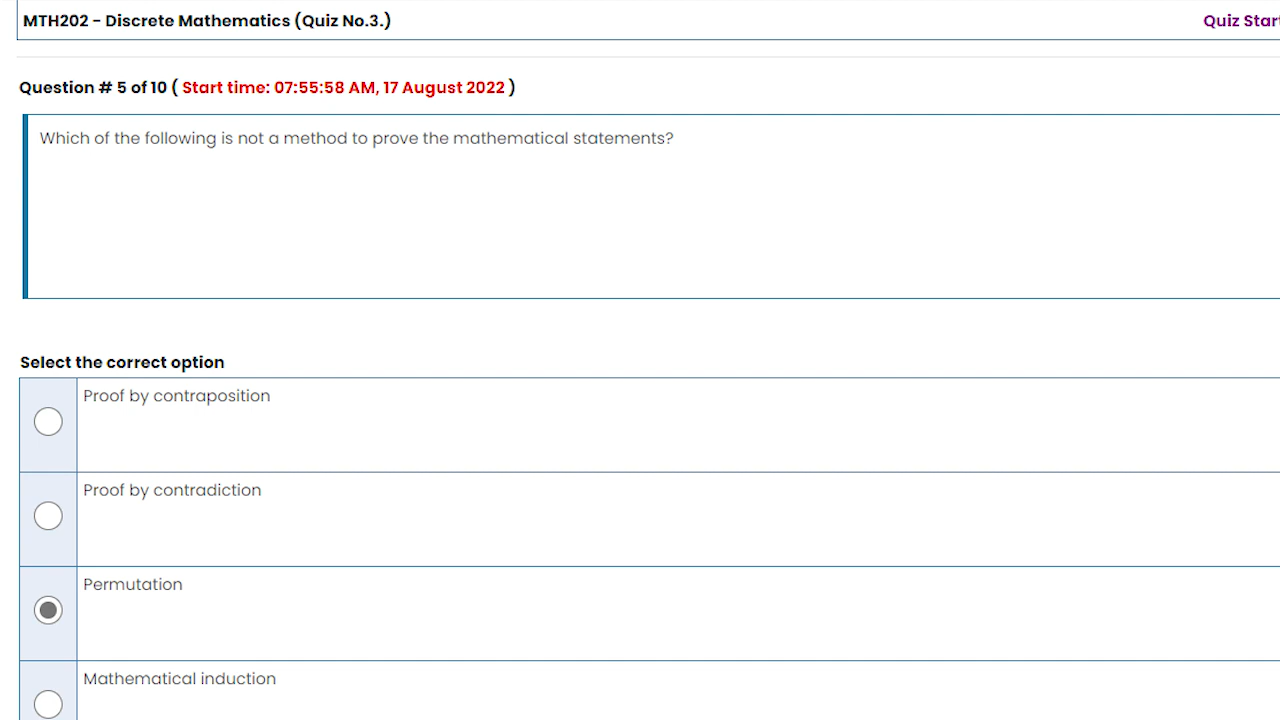 MTH202 - Discrete Mathematics (Quiz No.3.)
Quiz Start
Question # 5 of 10 ( Start time: 07:55:58 AM, 17 August 2022 )
Which of the following is not a method to prove the mathematical statements?
Select the correct option
Proof by contraposition
Proof by contradiction
Permutation
Mathematical induction